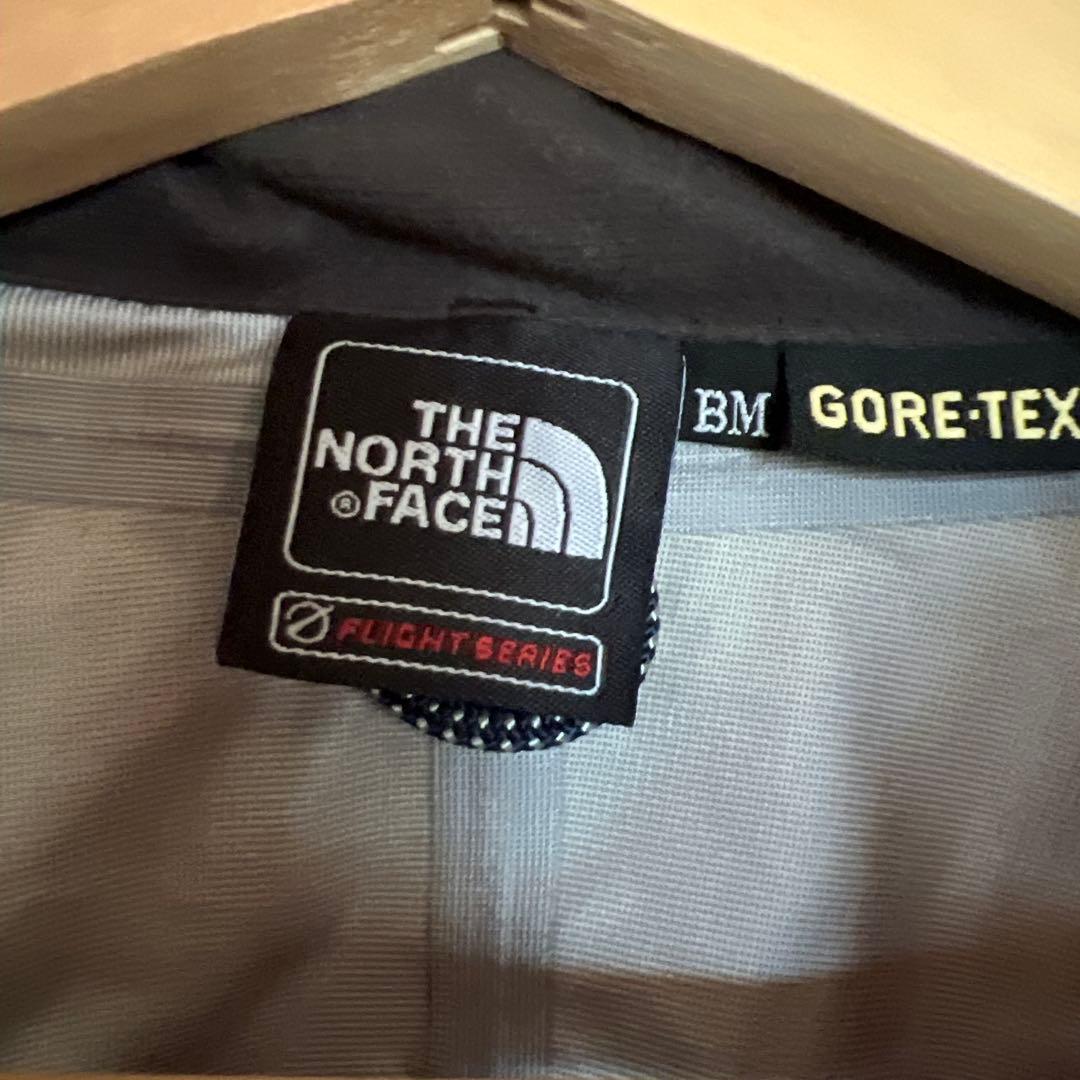 THE
NORTH
®FACE
FLIGHT SERIES
BM
GORE-TEX